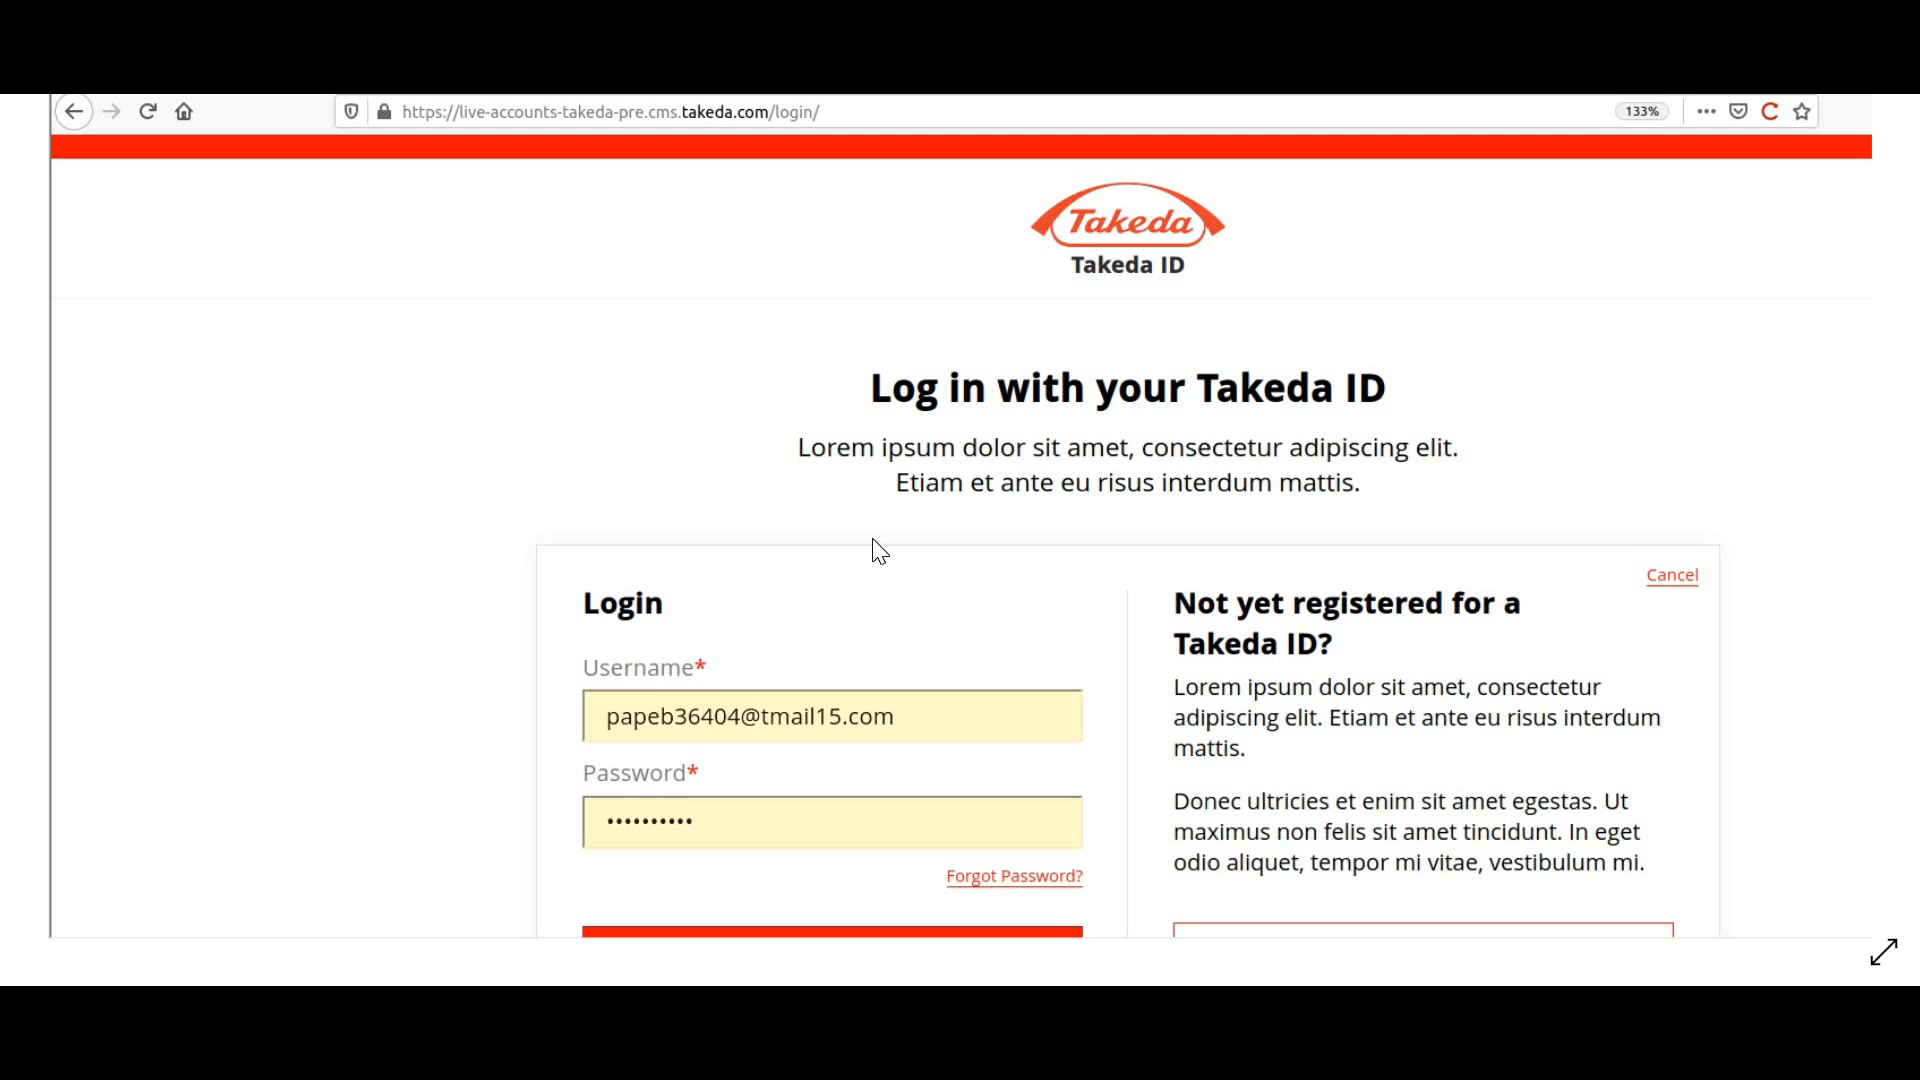 https://live-accounts-takeda-pre.cms.takeda.com/login/
133%
Takeda
Takeda ID
Log in with your Takeda ID
Lorem ipsum dolor sit amet, consectetur adipiscing elit.
Etiam et ante eu risus interdum mattis.
Cancel
Login
Username*
papeb36404@tmail15.com
Password*
••••••••••
Forgot Password?
Not yet registered for a
Takeda ID?
Lorem ipsum dolor sit amet, consectetur
adipiscing elit. Etiam et ante eu risus interdum
mattis.
Donec ultricies et enim sit amet egestas. Ut
maximus non felis sit amet tincidunt. In eget
odio aliquet, tempor mi vitae, vestibulum mi.